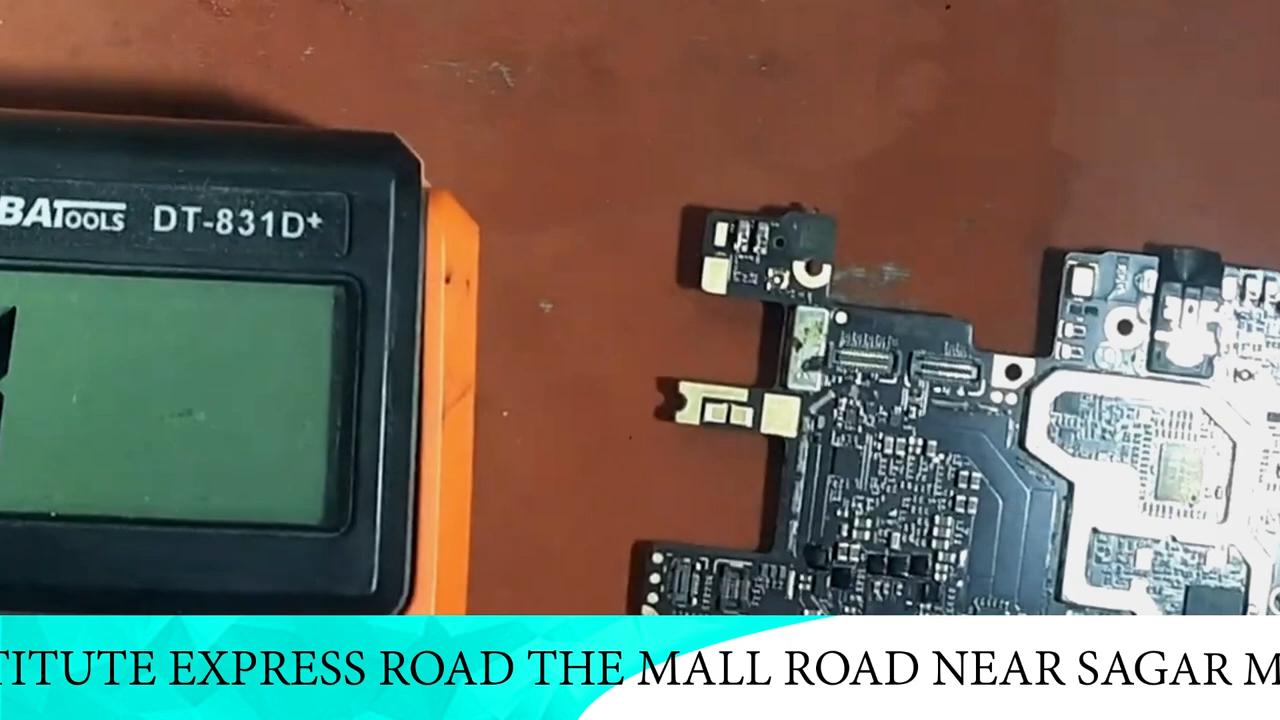 BATOOLS DT-831D+
TITUTE EXPRESS ROAD THE MALL ROAD NEAR SAGAR M